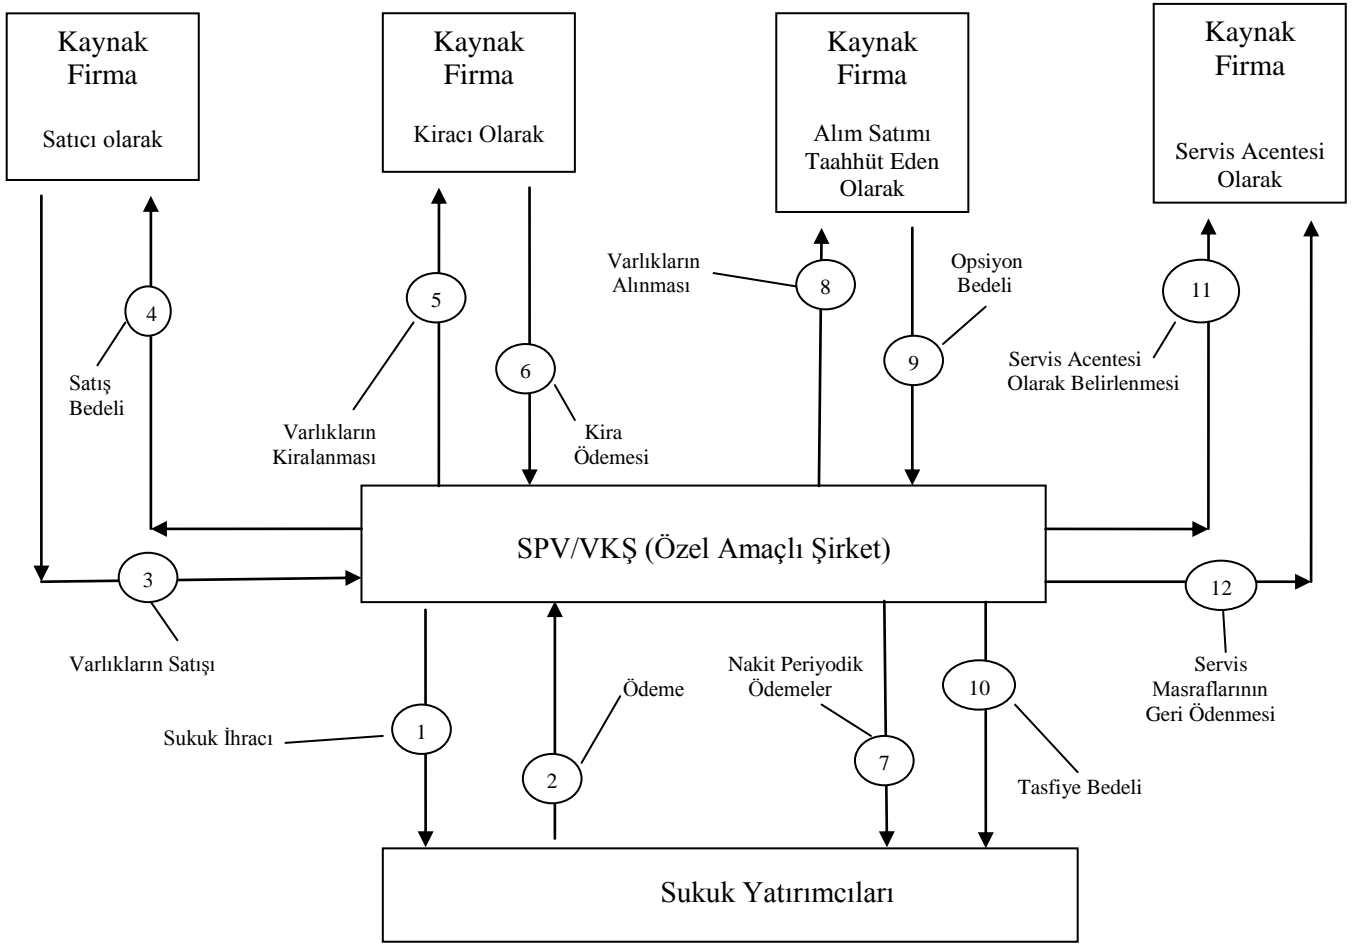 Kaynak
Firma
Satıcı olarak
Kaynak
Firma
Kiracı Olarak
Kaynak
Firma
Alım Satımı
Taahhüt Eden
Olarak
Kaynak
Firma
Servis Acentesi
Olarak
Varlıkların
Alınması
Opsiyon
Bedeli
4
5
8
11
Satış
Bedeli
6
9
Servis Acentesi
Olarak Belirlenmesi
Varlıkların
Kiralanması
Kira
Ödemesi
SPV/VKŞ (Özel Amaçlı Şirket)
3
12
Varlıkların Satışı
Servis
Masraflarının
Geri Ödenmesi
Nakit Periyodik
Ödemeler
Ödeme
10
Sukuk İhracı
1
2
7
Tasfiye Bedeli
Sukuk Yatırımcıları